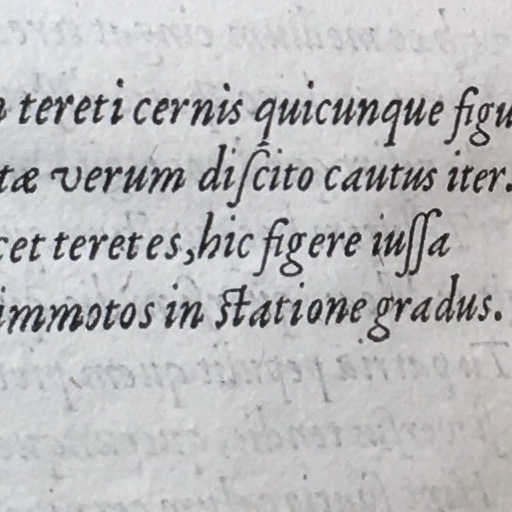 tereti cernis quicunque figu
tæ verum diſcito cautus iter.
cet teretes, hic figere iuſſa
immotos in ſtatione gradus.